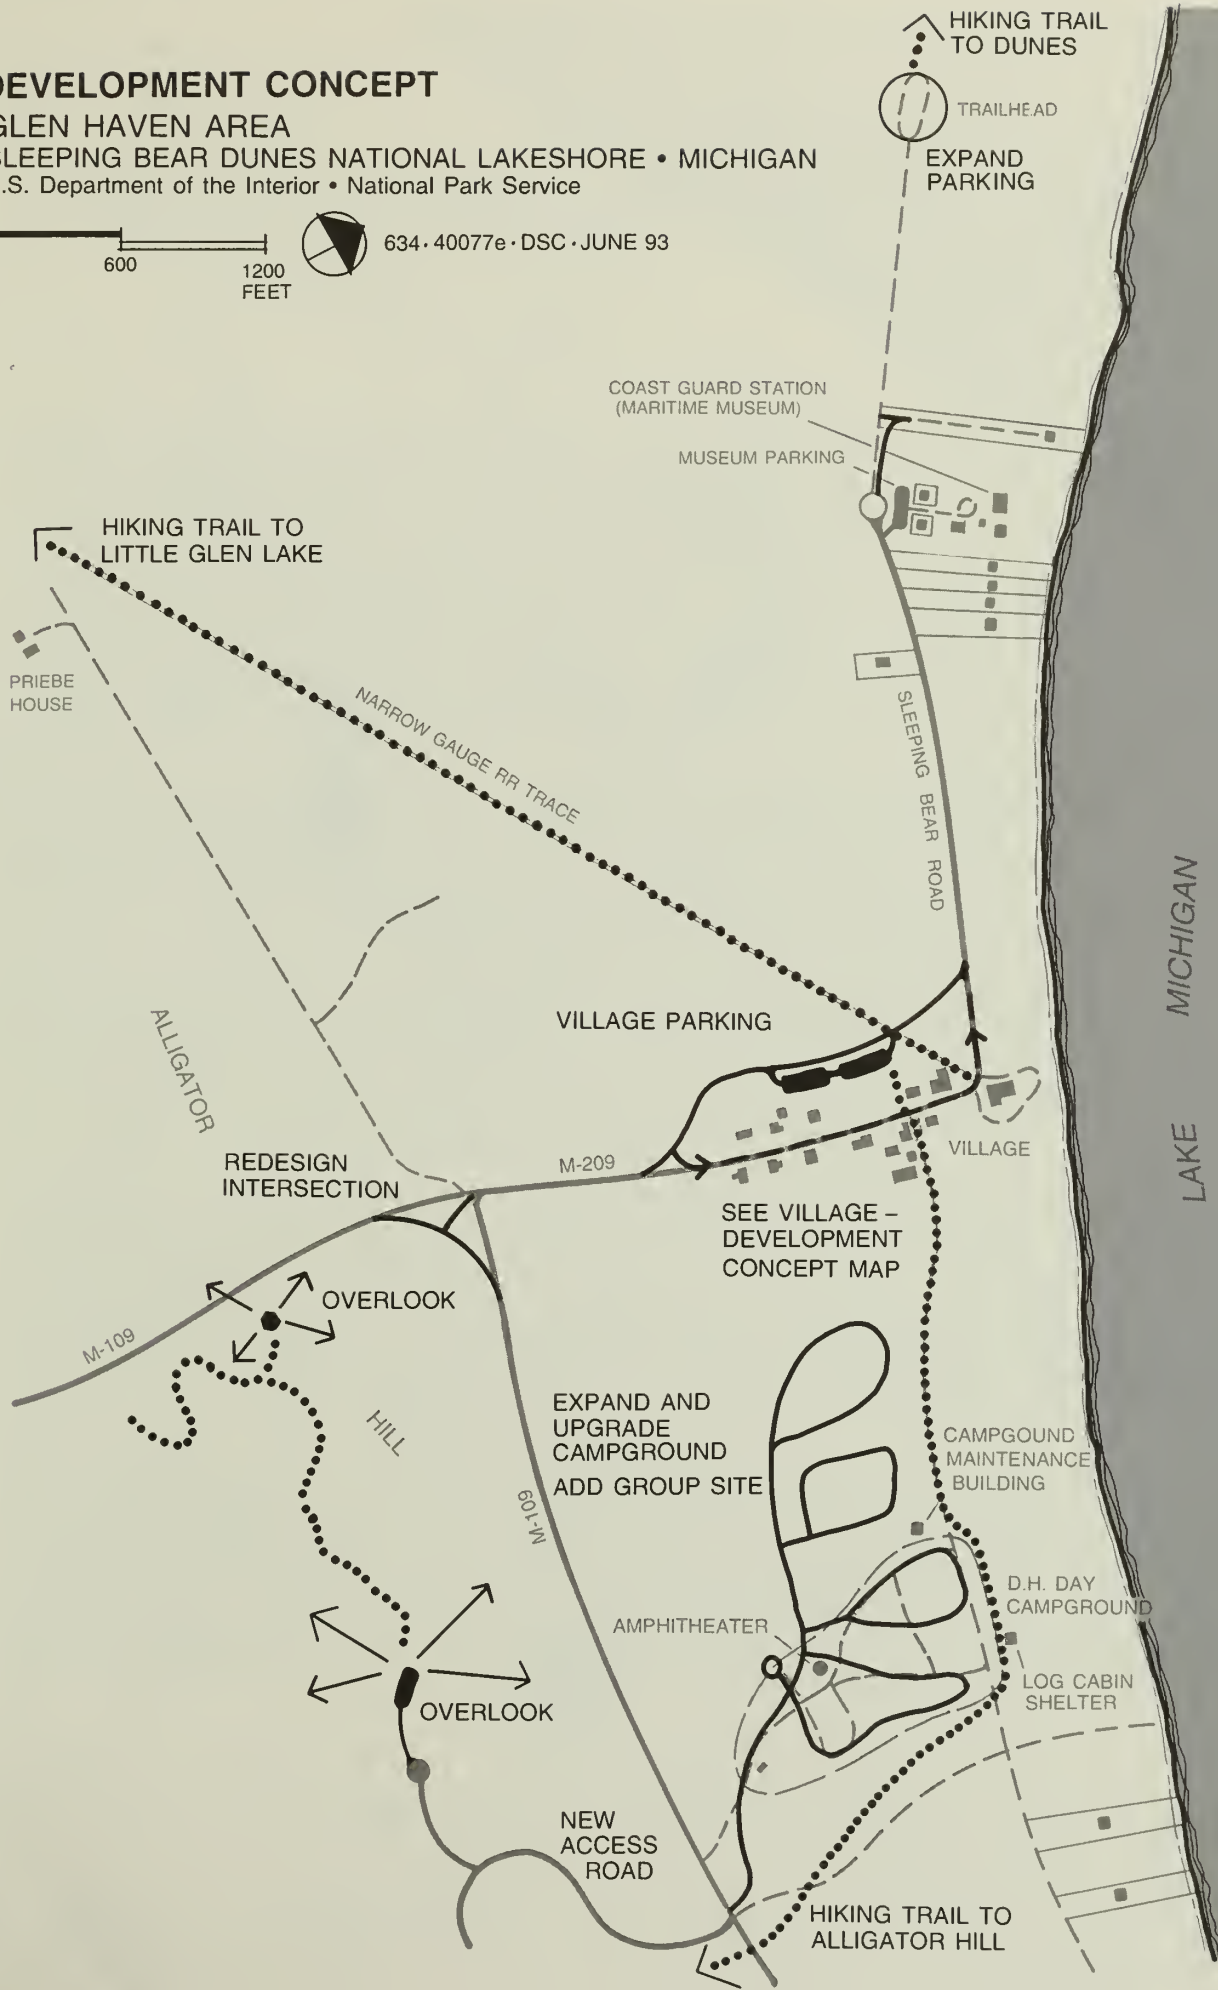 HIKING TRAIL
TO DUNES
DEVELOPMENT CONCEPT
GLEN HAVEN AREA
SLEEPING BEAR DUNES NATIONAL LAKESHORE • MICHIGAN
.S. Department of the Interior • National Park Service
TRAILHEAD
EXPAND
PARKING
600
1200
FEET
634 · 40077e · DSC · JUNE 93
COAST GUARD STATION
(MARITIME MUSEUM)
MUSEUM PARKING
HIKING TRAIL TO
LITTLE GLEN LAKE
PRIEBE
HOUSE
NARROW GAUGE RR TRACE
SLEEPING BEAR ROAD
LAKE MICHIGAN
VILLAGE PARKING
ALLIGATOR
HILL
VILLAGE
REDESIGN
INTERSECTION
M-209
SEE VILLAGE –
DEVELOPMENT
CONCEPT MAP
OVERLOOK
M-109
EXPAND AND
UPGRADE
CAMPGROUND
ADD GROUP SITE
M-109
CAMPGOUND
MAINTENANCE
BUILDING
D.H. DAY
CAMPGROUND
AMPHITHEATER
LOG CABIN
SHELTER
OVERLOOK
NEW
ACCESS
ROAD
HIKING TRAIL TO
ALLIGATOR HILL